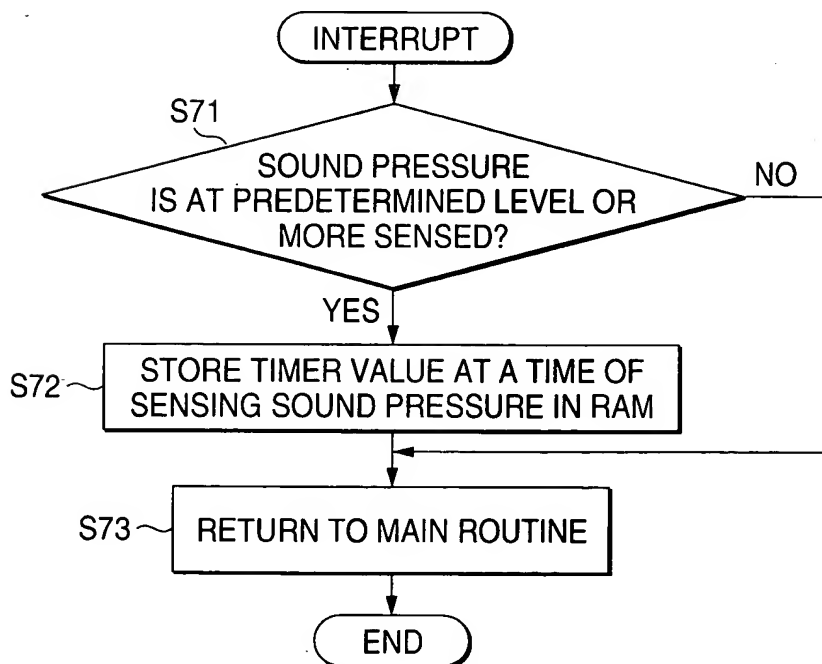 INTERRUPT
S71
SOUND PRESSURE
IS AT PREDETERMINED LEVEL OR
MORE SENSED?
NO
YES
S72
STORE TIMER VALUE AT A TIME OF
SENSING SOUND PRESSURE IN RAM
S73
RETURN TO MAIN ROUTINE
END